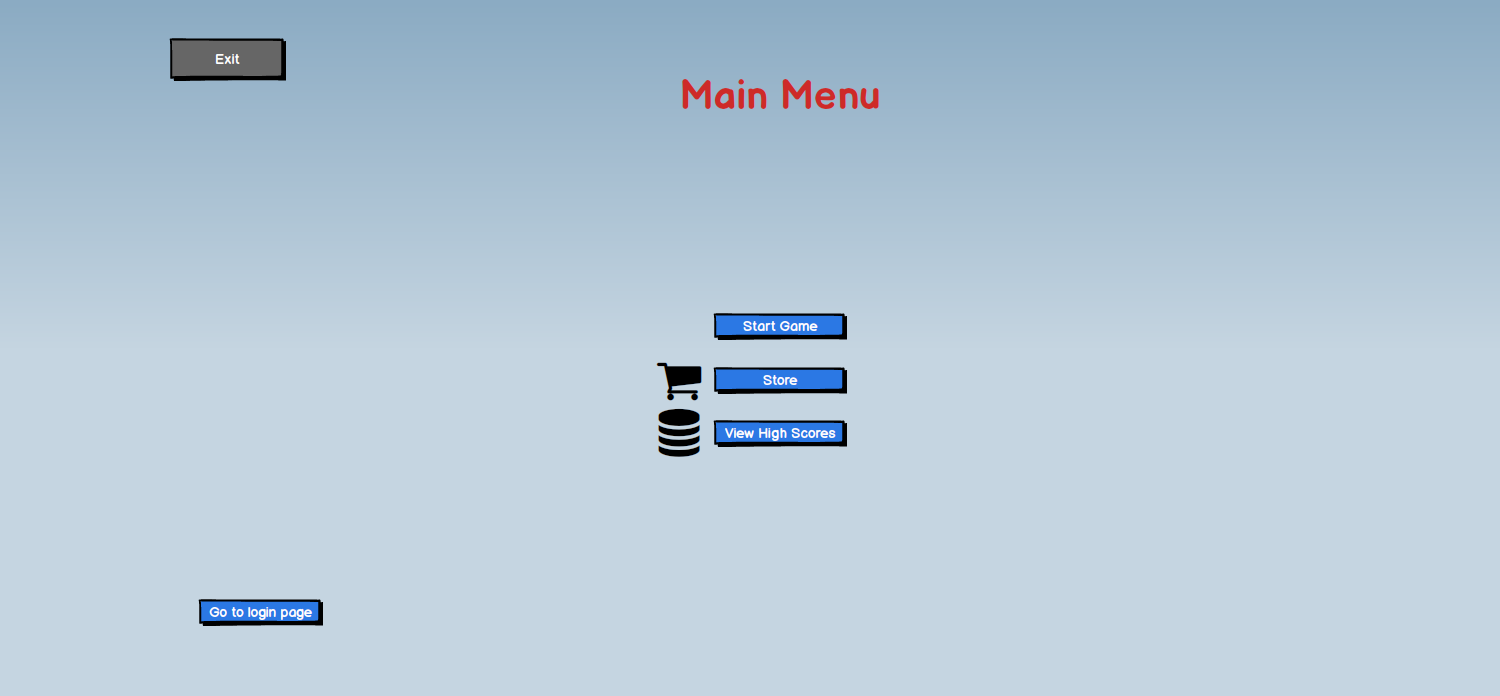 Exit
Main Menu
Start Game
Store
View High Scores
Go to login page